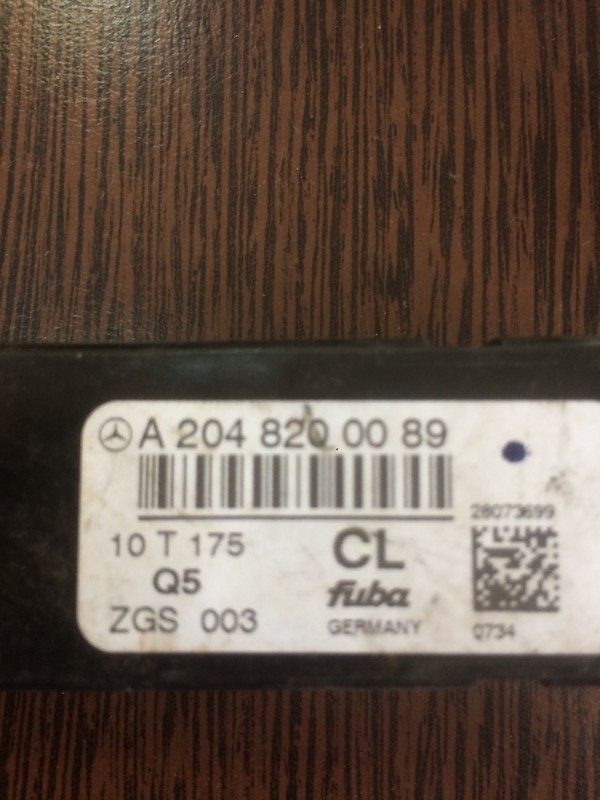 A 204 820 00 89
28073699
10 T 175
CL
Q5
fuba
ZGS 003
GERMANY
0734